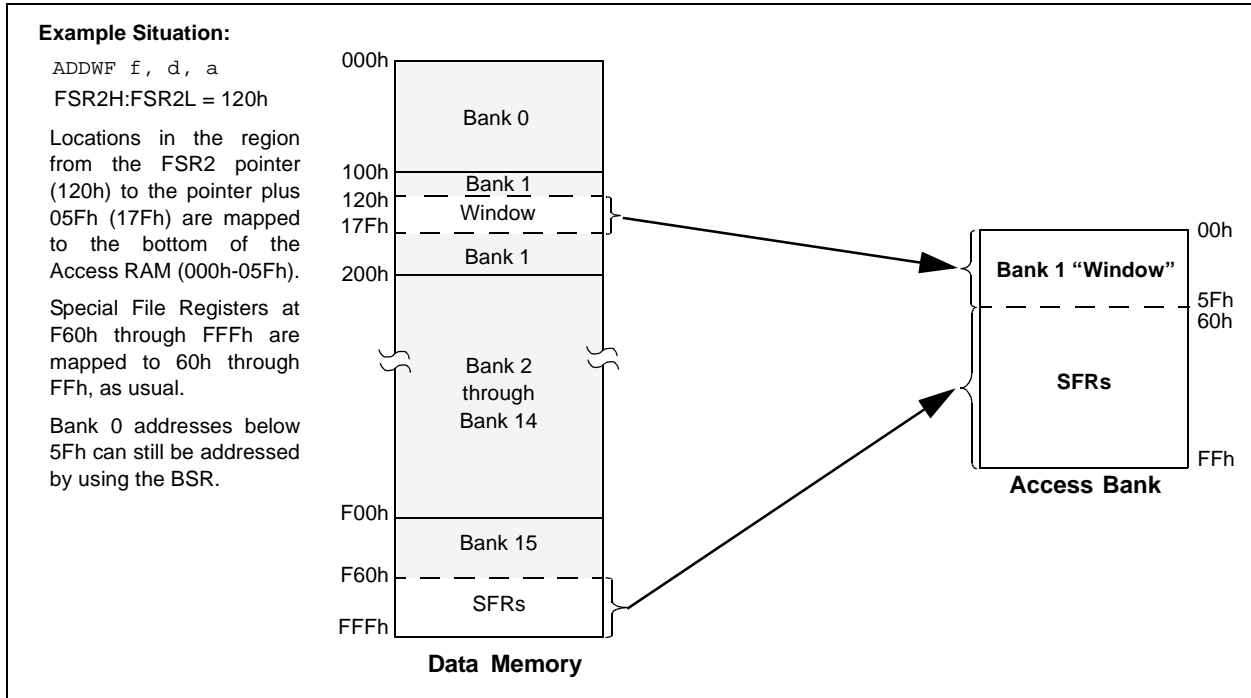 Example Situation:
ADDWF f, d, a
FSR2H:FSR2L = 120h
Locations in the region
from the FSR2 pointer
(120h) to the pointer plus
05Fh (17Fh) are mapped
to the bottom of the
Access RAM (000h-05Fh).
Special File Registers at
F60h through FFFh are
mapped to 60h through
FFh, as usual.
Bank 0 addresses below
5Fh can still be addressed
by using the BSR.
000h
Bank 0
100h
Bank 1
120h
Window
17Fh
Bank 1
200h
Bank 2
through
Bank 14
F00h
Bank 15
F60h
SFRs
FFFh
Data Memory
00h
Bank 1 “Window”
5Fh
60h
SFRs
FFh
Access Bank